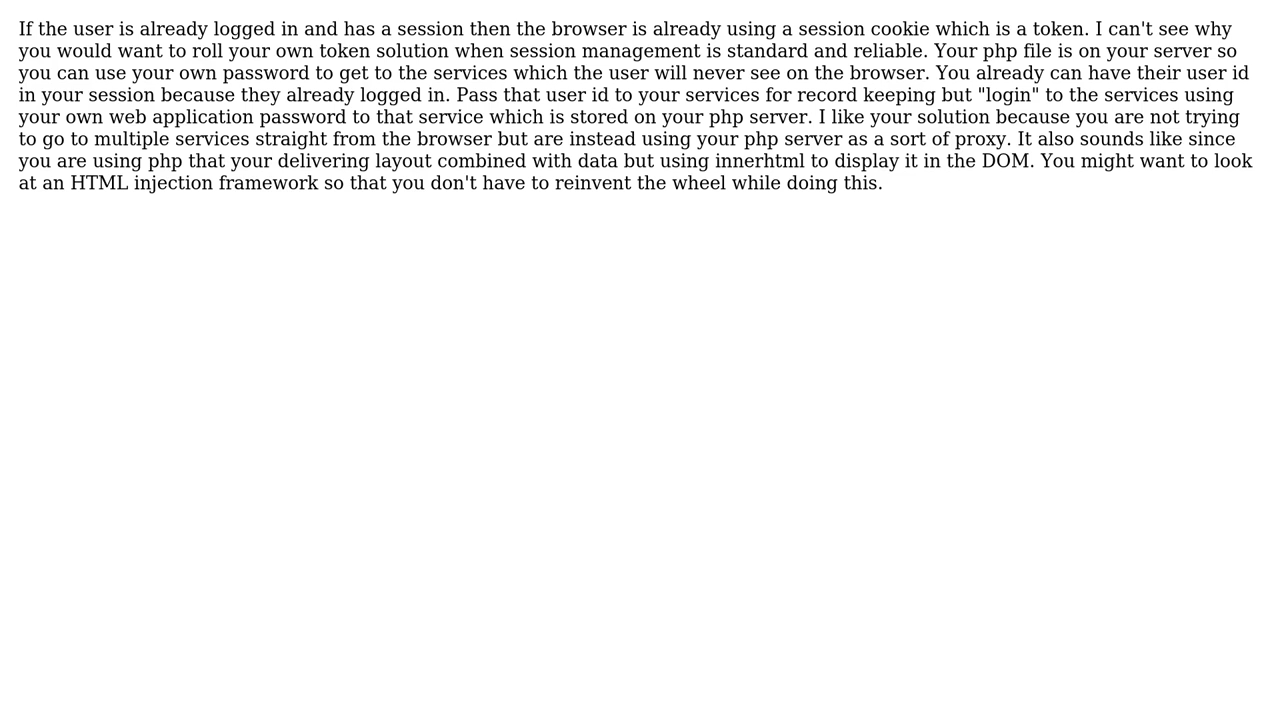 If the user is already logged in and has a session then the browser is already using a session cookie which is a token. I can't see why
you would want to roll your own token solution when session management is standard and reliable. Your php file is on your server so
you can use your own password to get to the services which the user will never see on the browser. You already can have their user id
in your session because they already logged in. Pass that user id to your services for record keeping but "login" to the services using
your own web application password to that service which is stored on your php server. I like your solution because you are not trying
to go to multiple services straight from the browser but are instead using your php server as a sort of proxy. It also sounds like since
you are using php that your delivering layout combined with data but using innerhtml to display it in the DOM. You might want to look
at an HTML injection framework so that you don't have to reinvent the wheel while doing this.